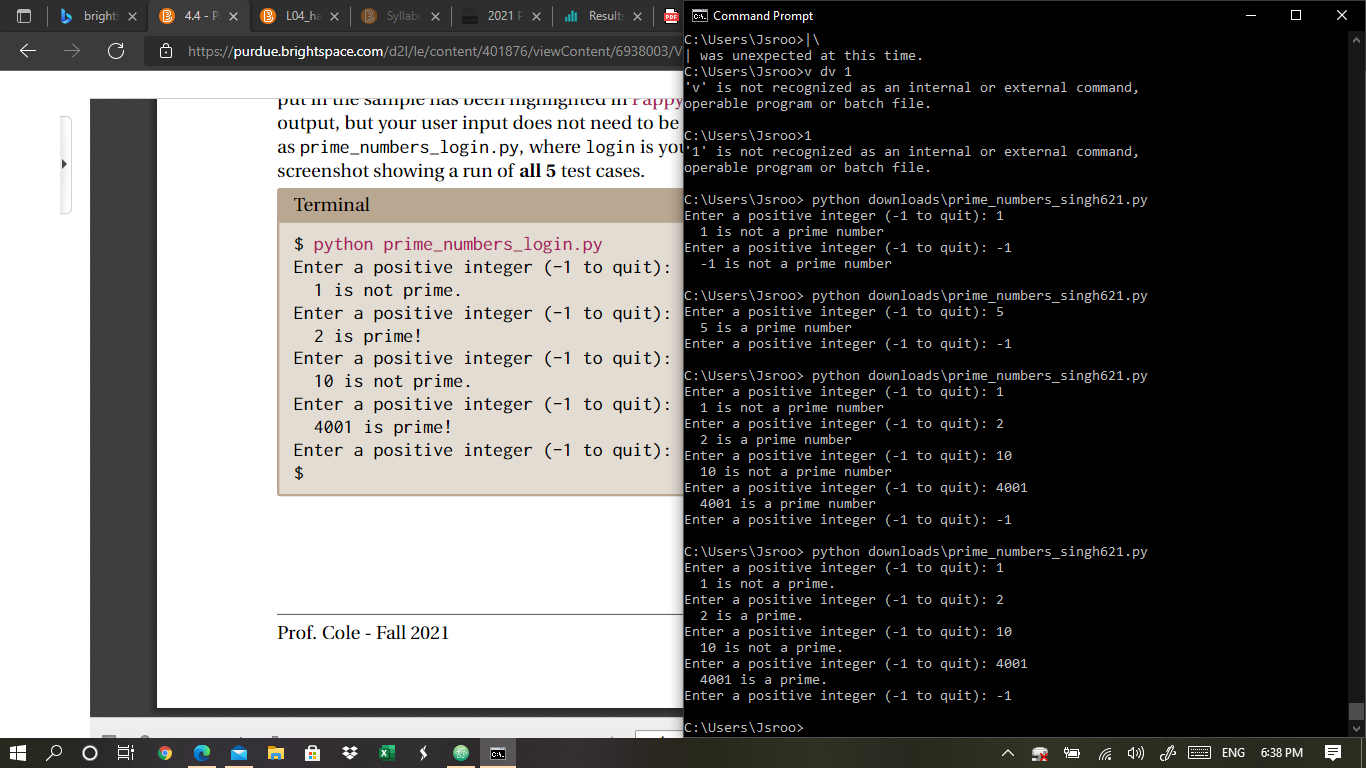 bright
4.4 - P
L04_ha
Syllabu
2021 P
Results
PDF
https://purdue.brightspace.com/d2l/le/content/401876/viewContent/6938003/V
put in the sample has been highlighted in Pappy
output, but your user input does not need to be
as prime_numbers_login.py, where login is you
screenshot showing a run of all 5 test cases.
Terminal
$ python prime_numbers_login.py
Enter a positive integer (-1 to quit):
1 is not prime.
Enter a positive integer (-1 to quit):
2 is prime!
Enter a positive integer (-1 to quit):
10 is not prime.
Enter a positive integer (-1 to quit):
4001 is prime!
Enter a positive integer (-1 to quit):
$
Prof. Cole - Fall 2021
Command Prompt
C:\Users\Jsroo>|\
| was unexpected at this time.
C:\Users\Jsroo>v dv 1
'v' is not recognized as an internal or external command,
operable program or batch file.
C:\Users\Jsroo>1
'1' is not recognized as an internal or external command,
operable program or batch file.
C:\Users\Jsroo> python downloads\prime_numbers_singh621.py
Enter a positive integer (-1 to quit): 1
1 is not a prime number
Enter a positive integer (-1 to quit): -1
-1 is not a prime number
C:\Users\Jsroo> python downloads\prime_numbers_singh621.py
Enter a positive integer (-1 to quit): 5
5 is a prime number
Enter a positive integer (-1 to quit): -1
C:\Users\Jsroo> python downloads\prime_numbers_singh621.py
Enter a positive integer (-1 to quit): 1
1 is not a prime number
Enter a positive integer (-1 to quit): 2
2 is a prime number
Enter a positive integer (-1 to quit): 10
10 is not a prime number
Enter a positive integer (-1 to quit): 4001
4001 is a prime number
Enter a positive integer (-1 to quit): -1
C:\Users\Jsroo> python downloads\prime_numbers_singh621.py
Enter a positive integer (-1 to quit): 1
1 is not a prime.
Enter a positive integer (-1 to quit): 2
2 is a prime.
Enter a positive integer (-1 to quit): 10
10 is not a prime.
Enter a positive integer (-1 to quit): 4001
4001 is a prime.
Enter a positive integer (-1 to quit): -1
C:\Users\Jsroo>
ENG
6:38 PM